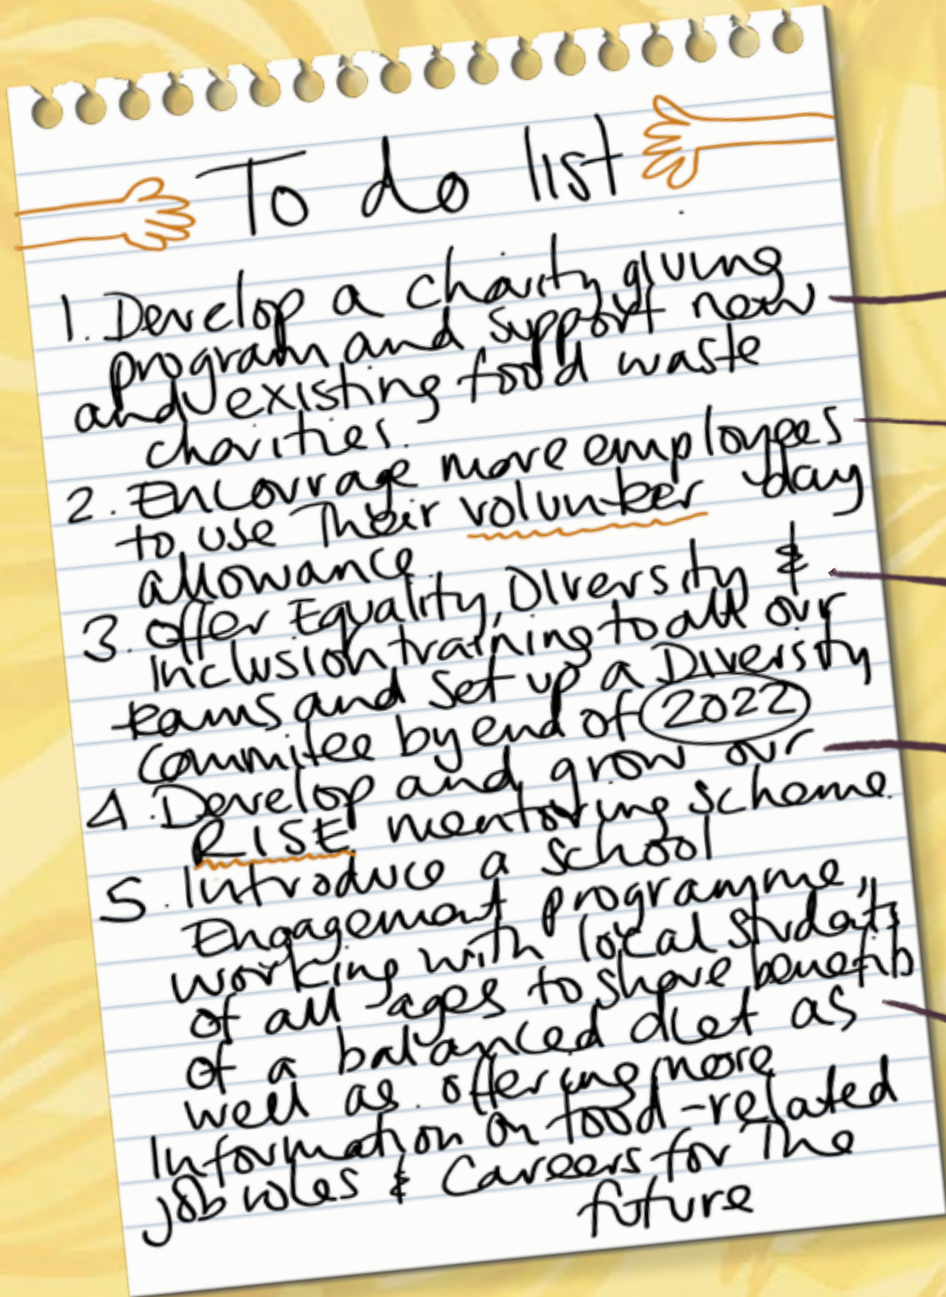 To do list
1. Develop a charity giving
program and support new
and existing food waste
charities.
2. Encourage more employees
to use their volunteer day
allowance
3. Offer Equality, Diversity &
Inclusion training to all our
teams and set up a Diversity
Commitee by end of 2022
4. Develop and grow our
RISE mentoring scheme.
5. Introduce a school
Engagement programme,
working with local students
of all ages to share benefits
of a balanced diet as
well as offering more
Information on food-related
job roles & Careers for The
future